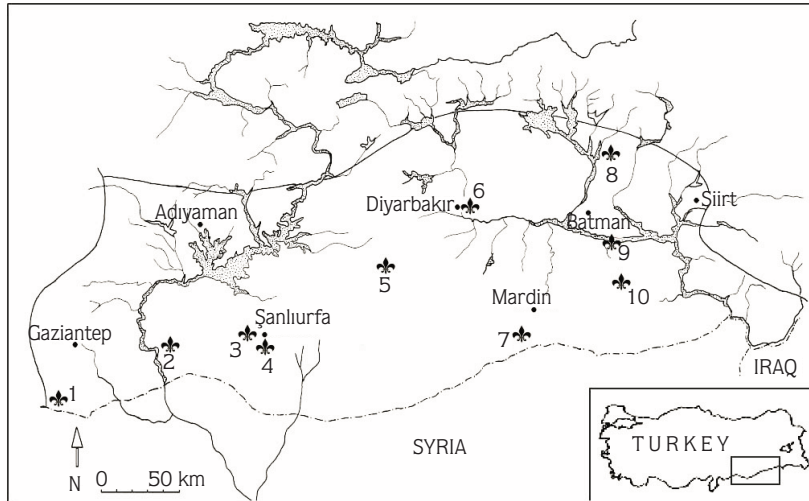 8
6
Siirt
Diyarbakır
Adıyaman
Batman
9
5
10
Mardin
Şanlıurfa
Gaziantep
3
7
2
4
IRAQ
1
TURKEY
SYRIA
N
0 50 km